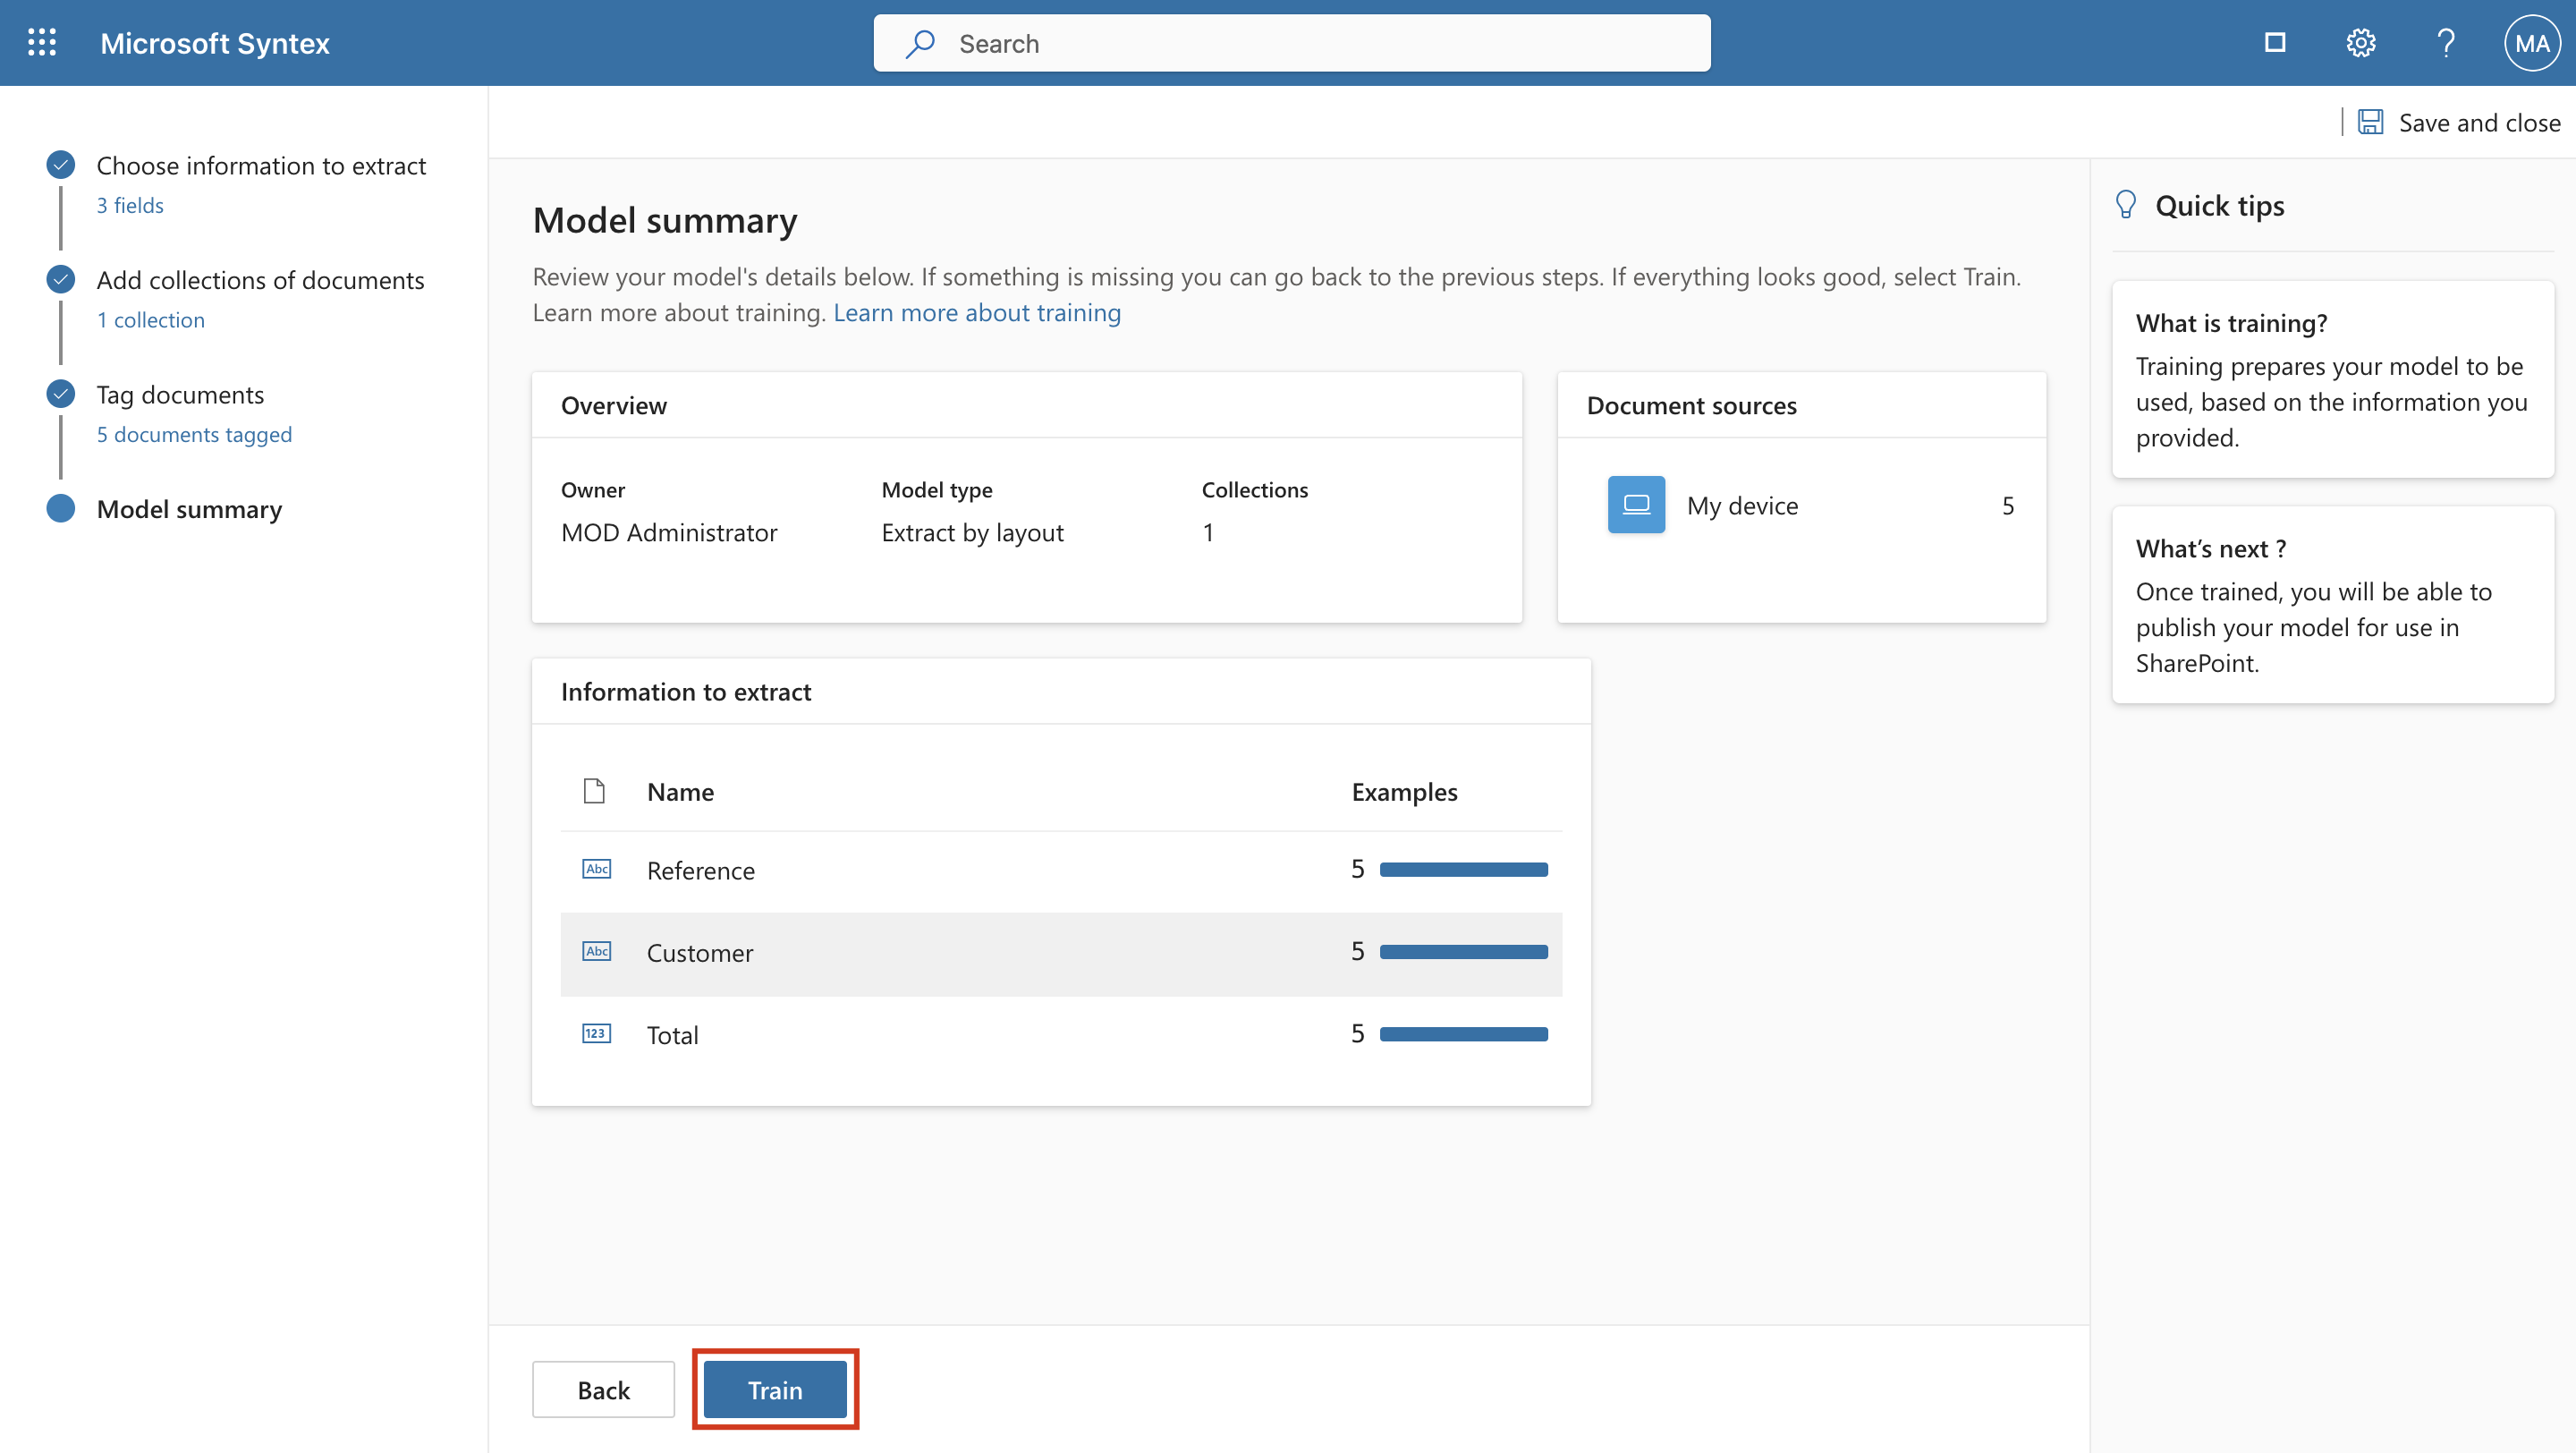 Microsoft Syntex
Search
MA
Save and close
Choose information to extract
3 fields
Add collections of documents
1 collection
Tag documents
5 documents tagged
Model summary
Model summary
Review your model's details below. If something is missing you can go back to the previous steps. If everything looks good, select Train.
Learn more about training. Learn more about training
Overview
Owner Model type Collections
MOD Administrator Extract by layout 1
Document sources
My device 5
Information to extract
Name Examples
Abc Reference 5
Abc Customer 5
123 Total 5
Back Train
Quick tips
What is training?
Training prepares your model to be
used, based on the information you
provided.
What’s next ?
Once trained, you will be able to
publish your model for use in
SharePoint.